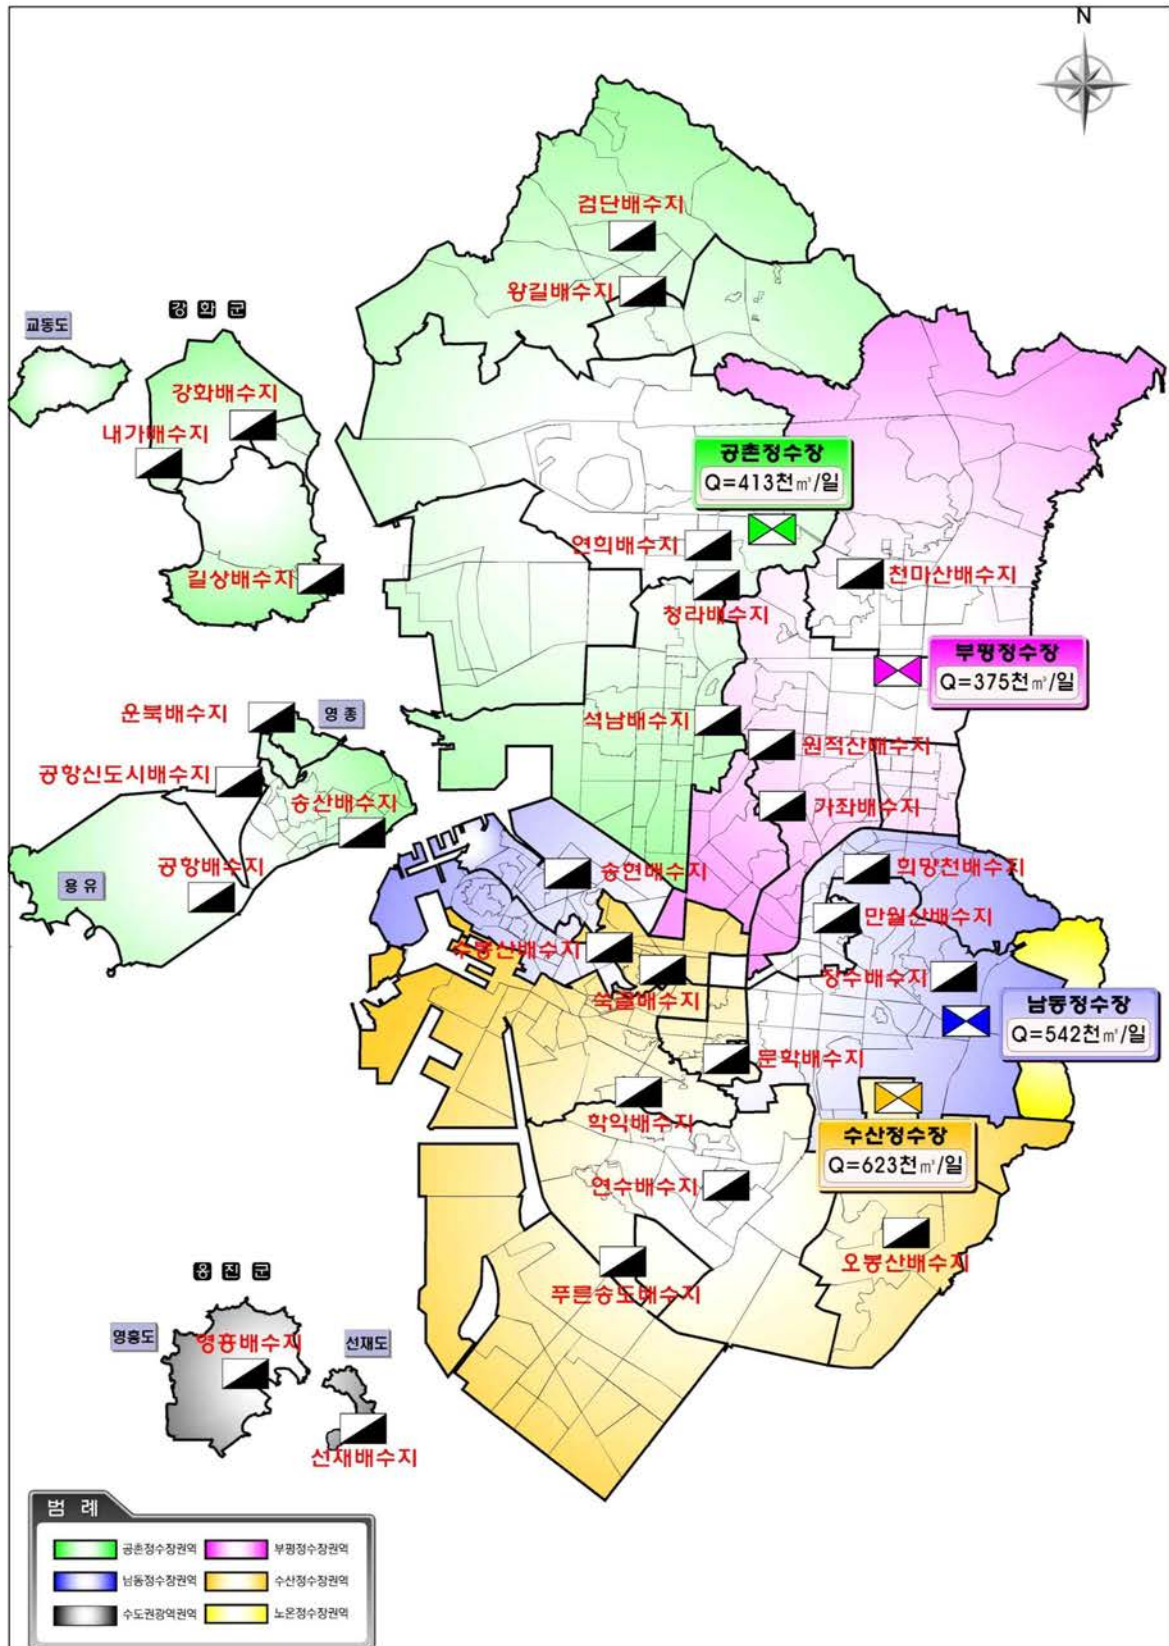 N
검단배수지
왕길배수지
강화군
교동도
강화배수지
내가배수지
공촌정수장
Q=413천㎥/일
연희배수지
천마산배수지
길상배수지
청라배수지
부평정수장
Q=375천㎥/일
운북배수지
영종
석남배수지
원적산배수지
공항신도시배수지
송산배수지
가좌배수지
공항배수지
용유
송현배수지
희망천배수지
만월산배수지
수봉산배수지
장수배수지
쑥골배수지
남동정수장
Q=542천㎥/일
문학배수지
학익배수지
수산정수장
Q=623천㎥/일
연수배수지
오봉산배수지
푸른송도배수지
옹진군
영흥도
영흥배수지
선재도
선재배수지
범 례
공촌정수장권역
부평정수장권역
남동정수장권역
수산정수장권역
수도권광역권역
노온정수장권역